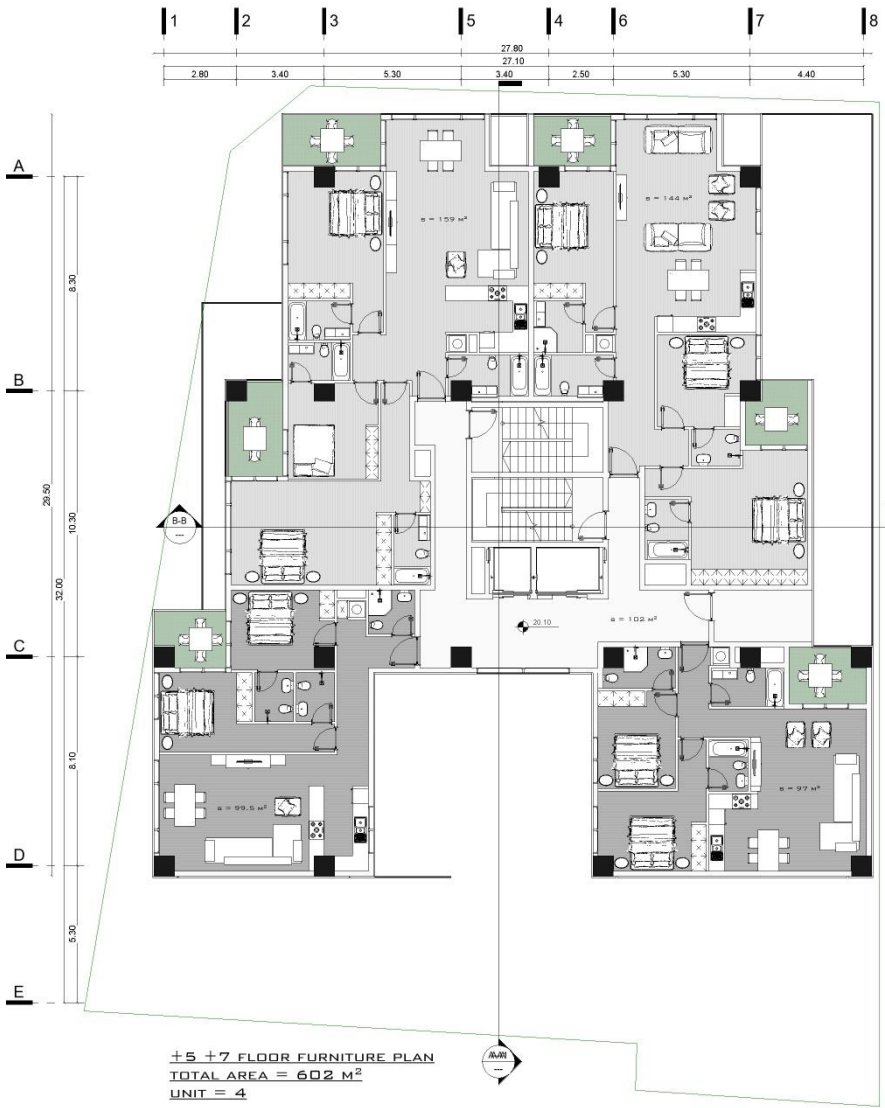 1 2 3 5 4 6 7 8
27.80
27.10
2.80 3.40 5.30 3.40 2.50 5.30 4.40
A
S = 159 M² S = 144 M²
8.30
B
29.50
B-B
10.30
32.00
20.10 S = 102 M²
C
8.10
S = 99.5 M² S = 97 M²
D
5.30
E
+5 +7 FLOOR FURNITURE PLAN
TOTAL AREA = 602 M²
UNIT = 4